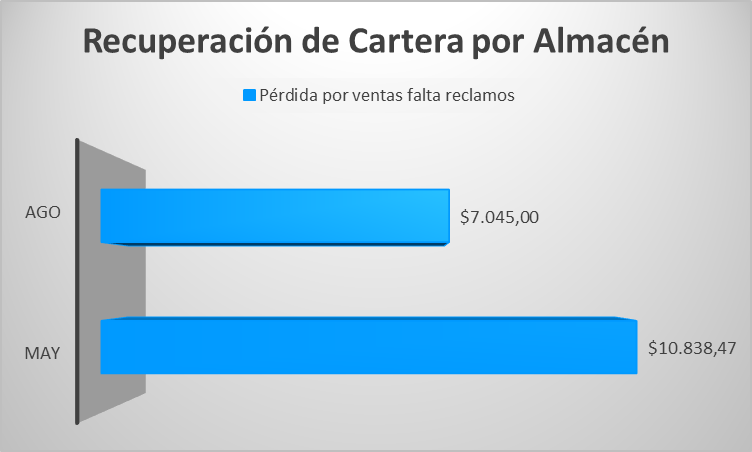 Recuperación de Cartera por Almacén
Pérdida por ventas falta reclamos
AGO
$7.045,00
MAY
$10.838,47